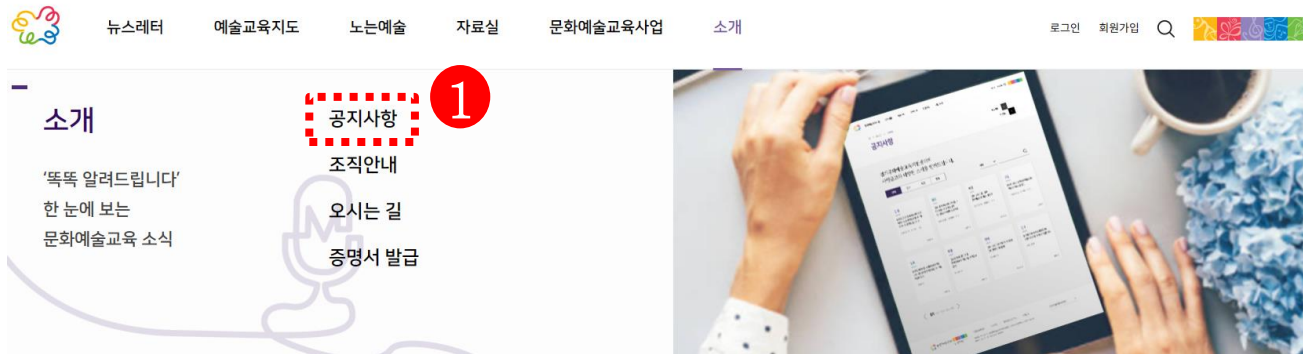 뉴스레터 예술교육지도 노는예술 자료실 문화예술교육사업 소개 로그인 회원가입
소개
'똑똑 알려드립니다'
한 눈에 보는
문화예술교육 소식
공지사항
1
조직안내
오시는 길
증명서 발급
공지사항